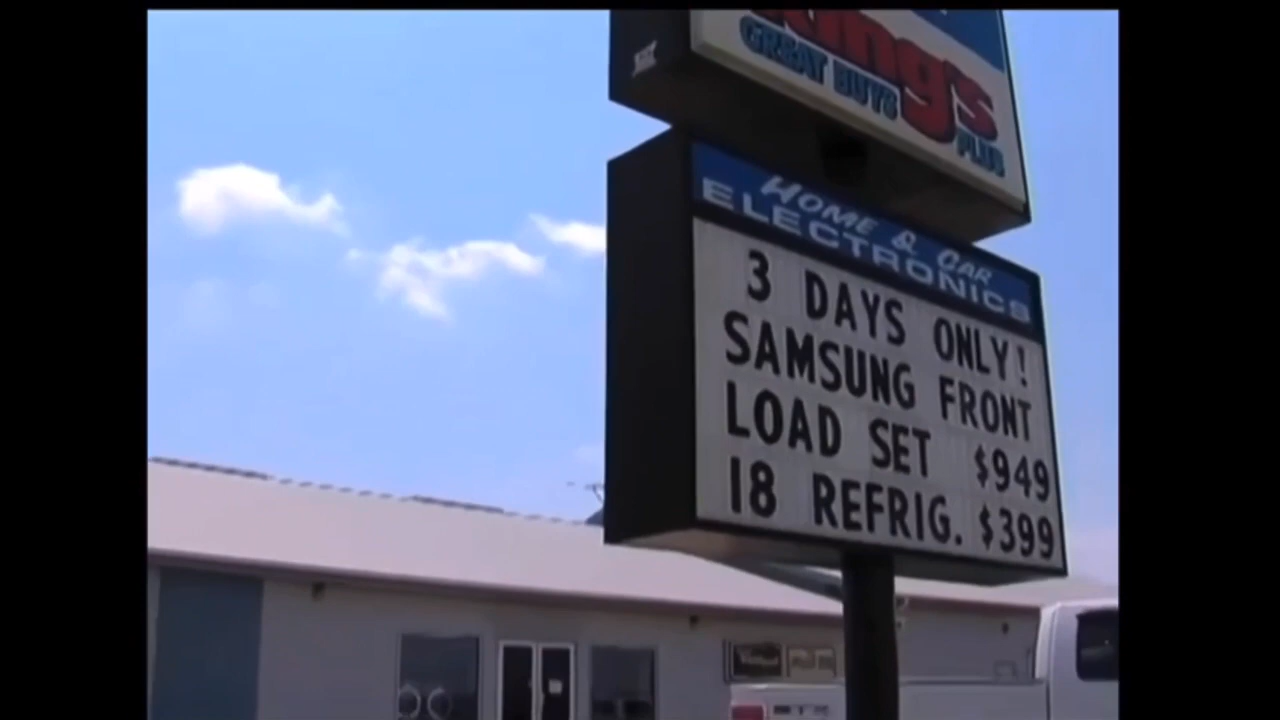 GREAT BUYS
PLUS
HOME & CAR
ELECTRONICS
3 DAYS ONLY!
SAMSUNG FRONT
LOAD SET $949
18 REFRIG. $399